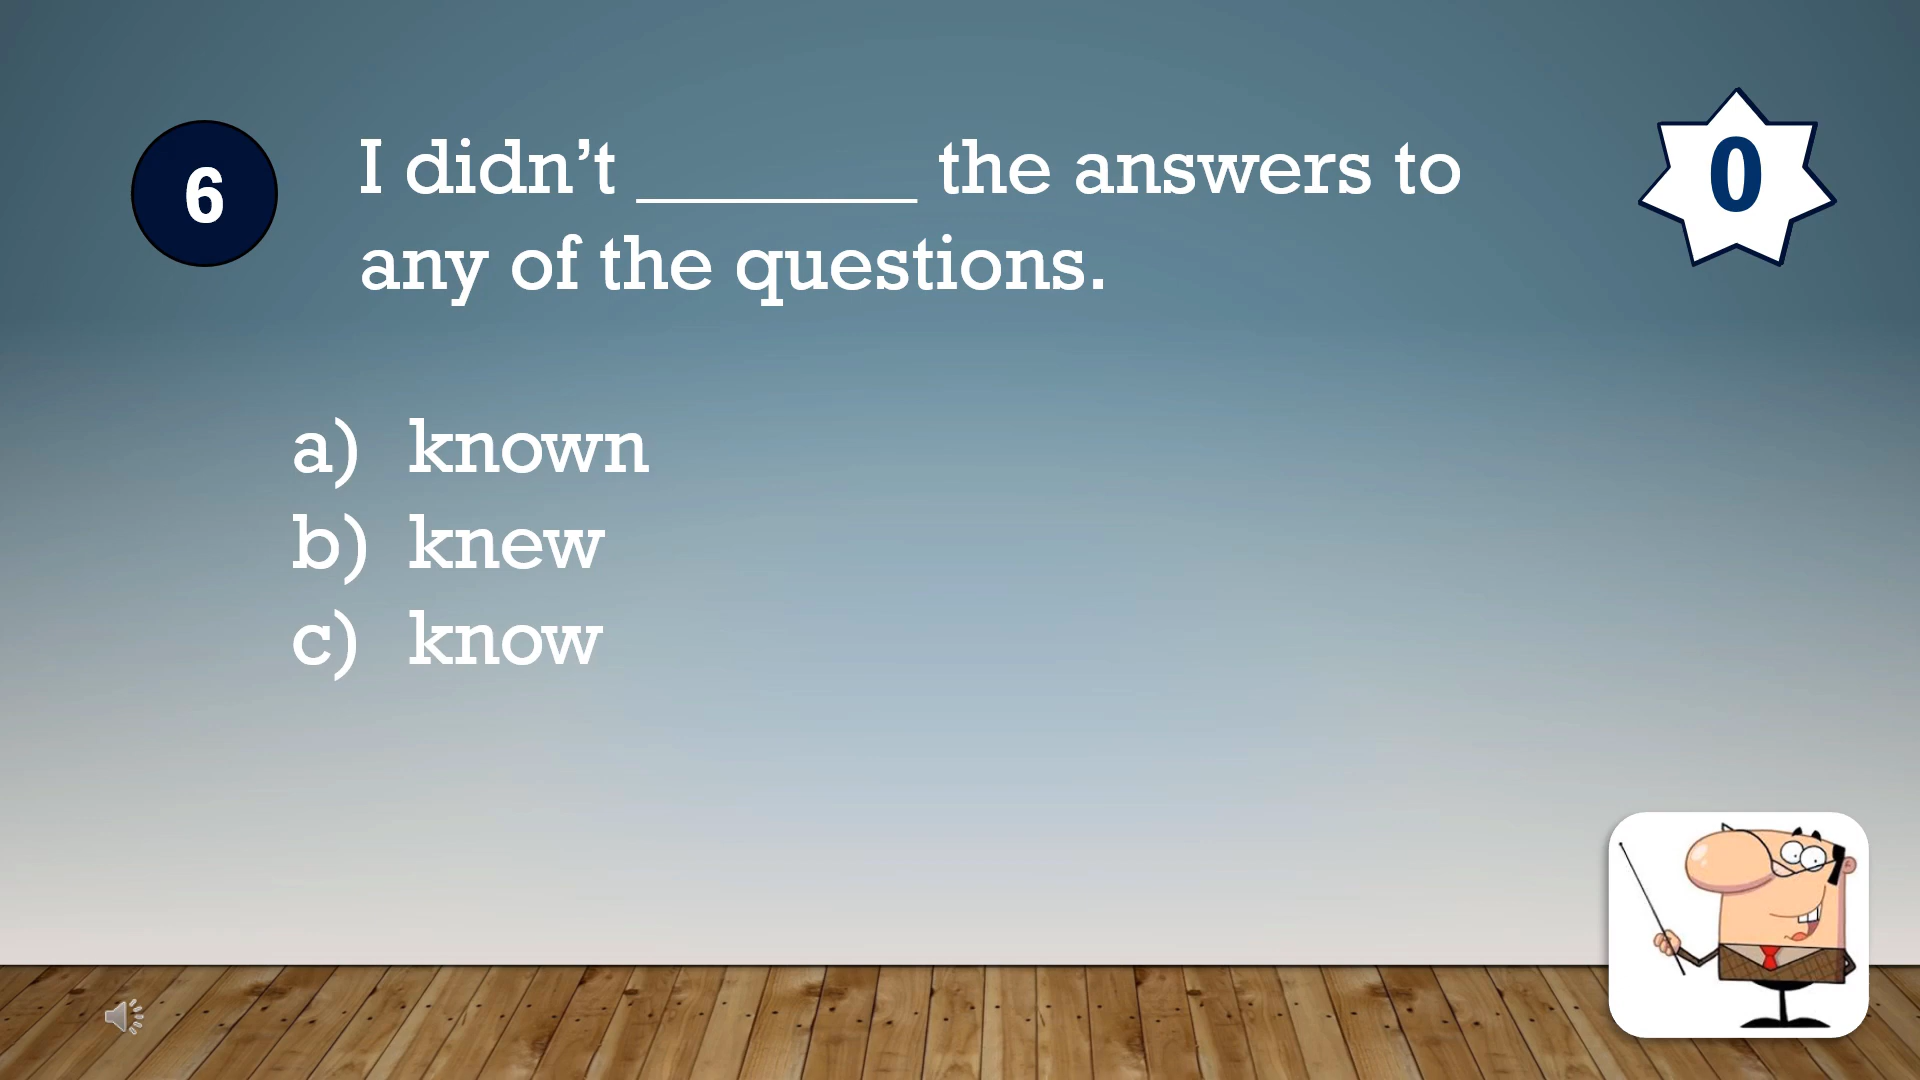 6
I didn’t ________ the answers to
any of the questions.
0
a) known
b) knew
c) know